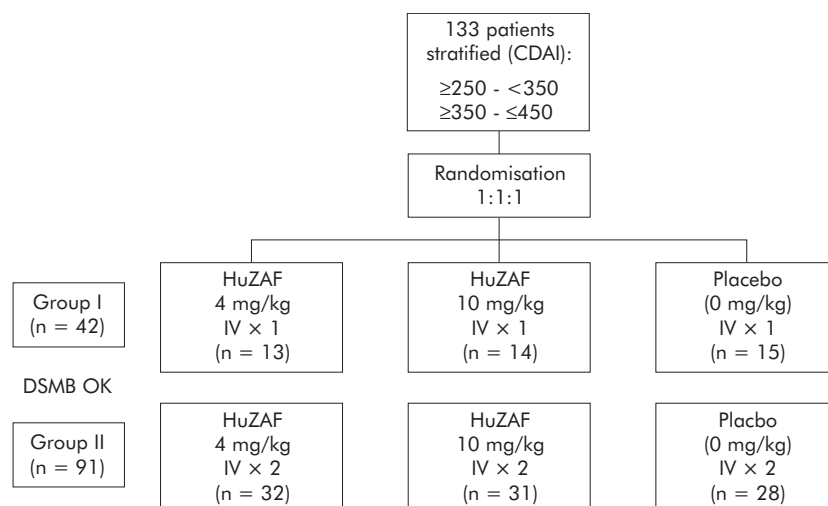 133 patients
stratified (CDAI):
≥250 - <350
≥350 - ≤450
Randomisation
1:1:1
Group I
(n = 42)
HuZAF
4 mg/kg
IV × 1
(n = 13)
HuZAF
10 mg/kg
IV × 1
(n = 14)
Placebo
(0 mg/kg)
IV × 1
(n = 15)
DSMB OK
Group II
(n = 91)
HuZAF
4 mg/kg
IV × 2
(n = 32)
HuZAF
10 mg/kg
IV × 2
(n = 31)
Placbo
(0 mg/kg)
IV × 2
(n = 28)